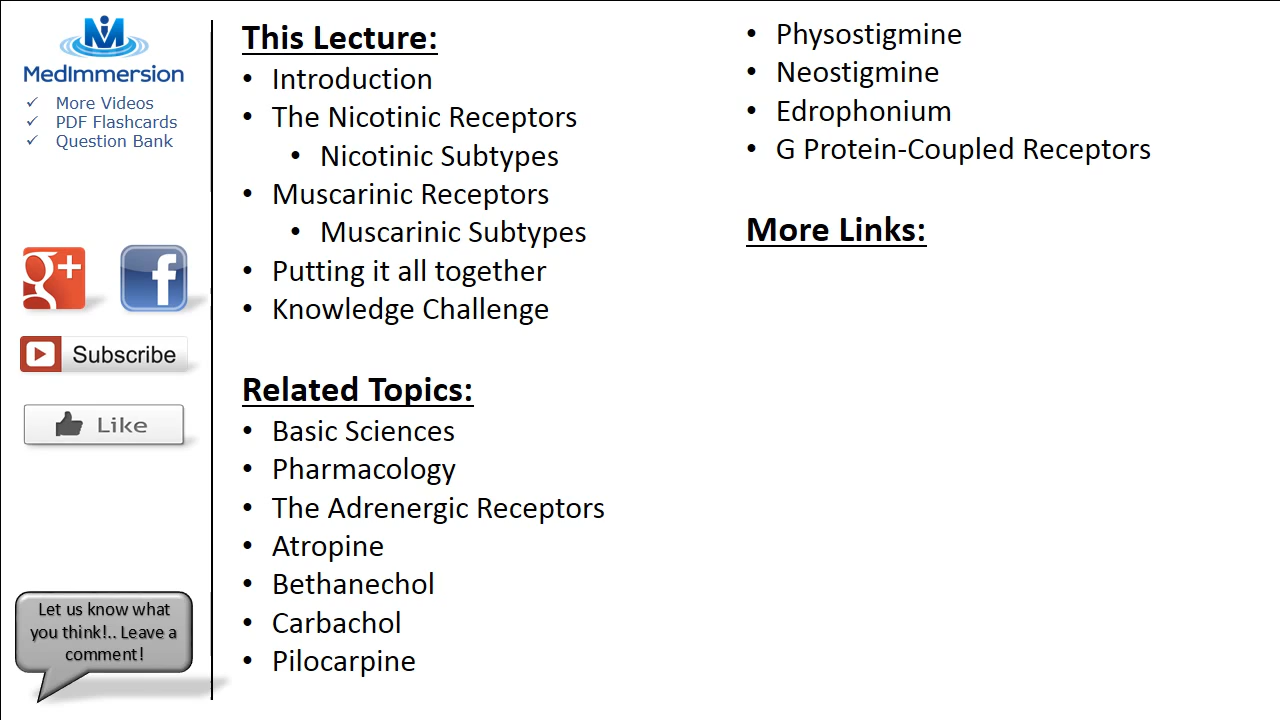 MedImmersion
✓ More Videos
✓ PDF Flashcards
✓ Question Bank
g+
f
Subscribe
Like
Let us know what
you think!.. Leave a
comment!
This Lecture:
• Introduction
• The Nicotinic Receptors
• Nicotinic Subtypes
• Muscarinic Receptors
• Muscarinic Subtypes
• Putting it all together
• Knowledge Challenge
Related Topics:
• Basic Sciences
• Pharmacology
• The Adrenergic Receptors
• Atropine
• Bethanechol
• Carbachol
• Pilocarpine
• Physostigmine
• Neostigmine
• Edrophonium
• G Protein-Coupled Receptors
More Links: